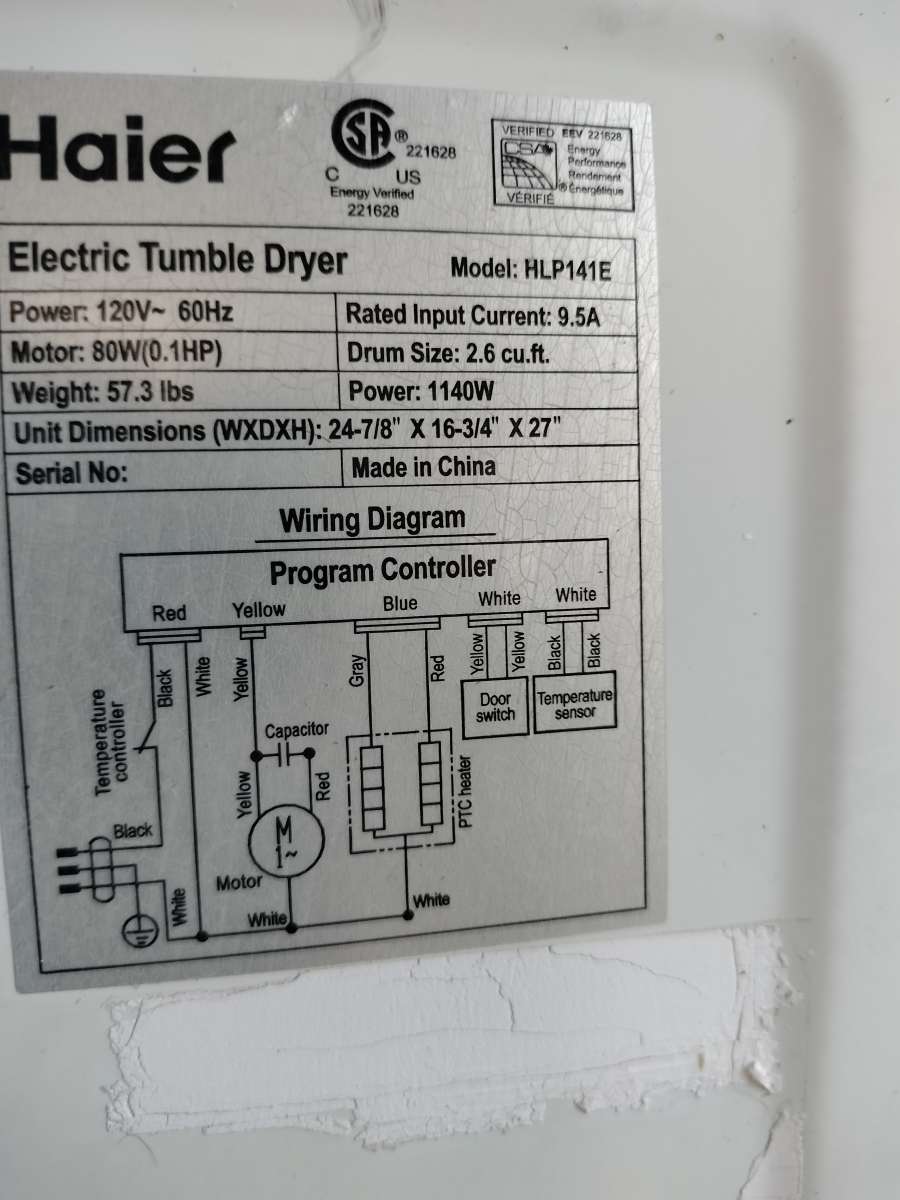 Haier
SA ® 221628
C US
Energy Verified
221628
VERIFIED EEV 221628
CSA
Energy
Performance
Rendement
® Énergétique
VÉRIFIÉ
Electric Tumble Dryer Model: HLP141E
Power: 120V~ 60Hz Rated Input Current: 9.5A
Motor: 80W(0.1HP) Drum Size: 2.6 cu.ft.
Weight: 57.3 lbs Power: 1140W
Unit Dimensions (WXDXH): 24-7/8" X 16-3/4" X 27"
Serial No: Made in China
Wiring Diagram
Program Controller
Red Yellow Blue White White
Black White Yellow Gray Red Yellow Yellow Black Black
Door
switch
Temperature
sensor
Temperature
controller
Capacitor
Yellow Red
PTC heater
M
1~
Black
Motor
White
White
White